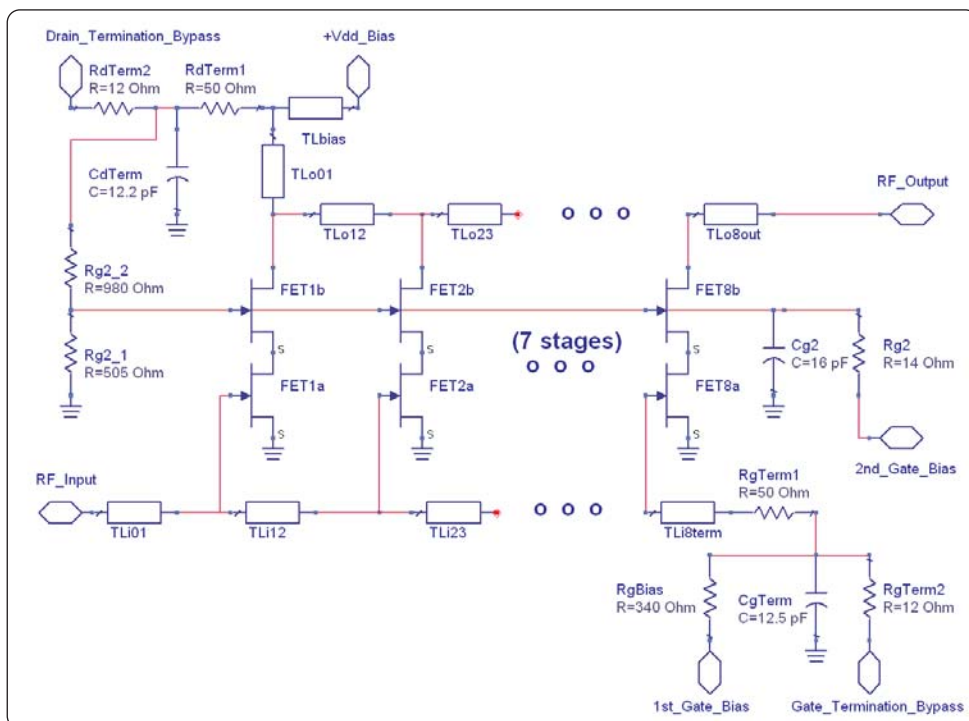 Drain_Termination_Bypass
+Vdd_Bias
RdTerm2
R=12 Ohm
RdTerm1
R=50 Ohm
TLbias
CdTerm
C=12.2 pF
TLo01
RF_Output
TLo12
TLo23
o o o
TLo8out
Rg2_2
R=980 Ohm
FET1b
FET2b
FET8b
Rg2_1
R=505 Ohm
S
S
(7 stages)
o o o
S
Cg2
C=16 pF
Rg2
R=14 Ohm
FET1a
FET2a
FET8a
S
S
S
2nd_Gate_Bias
RF_Input
TLi01
TLi12
TLi23
o o o
TLi8term
RgTerm1
R=50 Ohm
RgBias
R=340 Ohm
CgTerm
C=12.5 pF
RgTerm2
R=12 Ohm
1st_Gate_Bias
Gate_Termination_Bypass